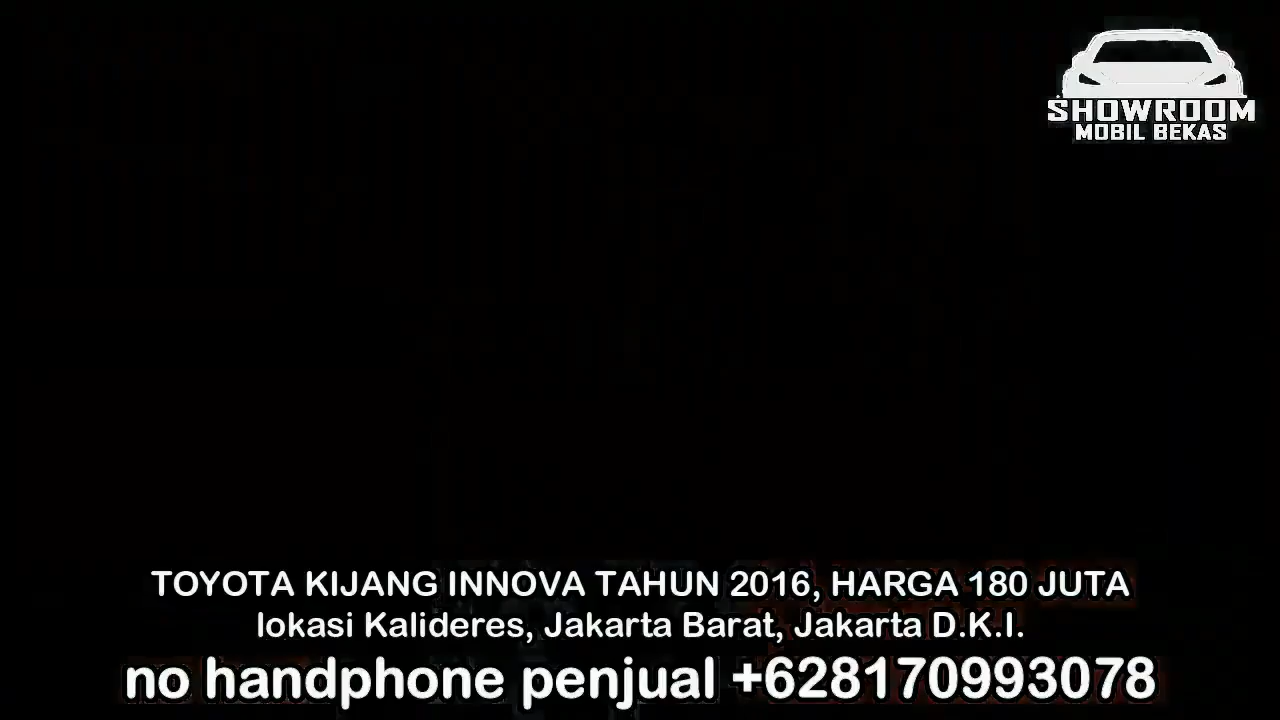 SHOWROOM
MOBIL BEKAS
TOYOTA KIJANG INNOVA TAHUN 2016, HARGA 180 JUTA
lokasi Kalideres, Jakarta Barat, Jakarta D.K.I.
no handphone penjual +628170993078